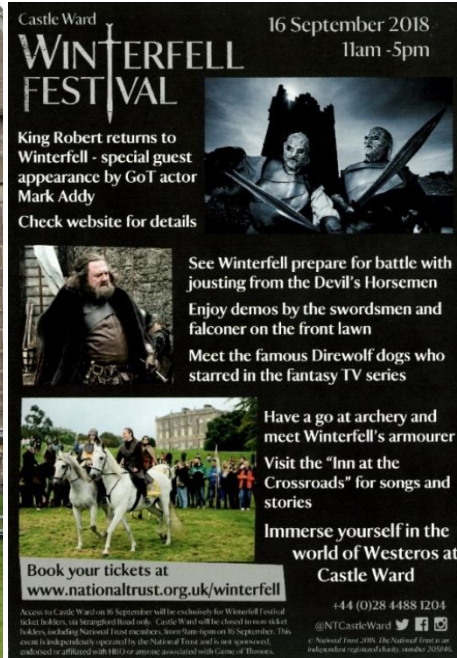 Castle Ward
WINTERFELL
FESTIVAL
16 September 2018
11am -5pm
King Robert returns to
Winterfell - special guest
appearance by GoT actor
Mark Addy
Check website for details
See Winterfell prepare for battle with
jousting from the Devil's Horsemen
Enjoy demos by the swordsmen and
falconer on the front lawn
Meet the famous Direwolf dogs who
starred in the fantasy TV series
Have a go at archery and
meet Winterfell's armourer
Visit the "Inn at the
Crossroads" for songs and
stories
Immerse yourself in the
world of Westeros at
Castle Ward
Book your tickets at
www.nationaltrust.org.uk/winterfell
Access to Castle Ward on 16 September will be exclusively for Winterfell Festival
ticket holders, via Strangford Road only. Castle Ward will be closed to non-ticket
holders, including National Trust members, from 9am-6pm on 16 September. This
event is independently operated by the National Trust and is not sponsored,
endorsed or affiliated with HBO or anyone associated with Game of Thrones.
+44 (0)28 4488 1204
@NTCastleWard
© National Trust 2018. The National Trust is an
independent registered charity, number 205846.